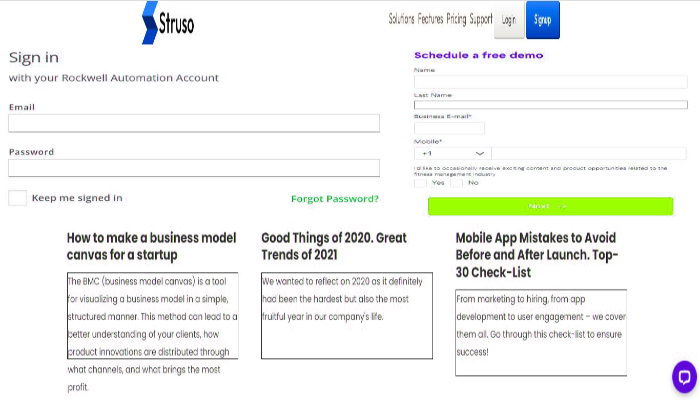 Struso
Solutions Features Pricing Support Login Signup
Sign in
with your Rockwell Automation Account
Email
Password
Keep me signed in
Forgot Password?
Schedule a free demo
Name
Last Name
Business E-mail*
Mobile*
+1
I'd like to occasionally receive exciting content and product opportunities related to the
fitness management industry
Yes No
Next
How to make a business model
canvas for a startup
The BMC (business model canvas) is a tool
for visualizing a business model in a simple,
structured manner. This method can lead to a
better understanding of your clients, how
product innovations are distributed through
what channels, and what brings the most
profit.
Good Things of 2020. Great
Trends of 2021
We wanted to reflect on 2020 as it definitely
had been the hardest but also the most
fruitful year in our company's life.
Mobile App Mistakes to Avoid
Before and After Launch. Top-
30 Check-List
From marketing to hiring, from app
development to user engagement – we cover
them all. Go through this check-list to ensure
success!